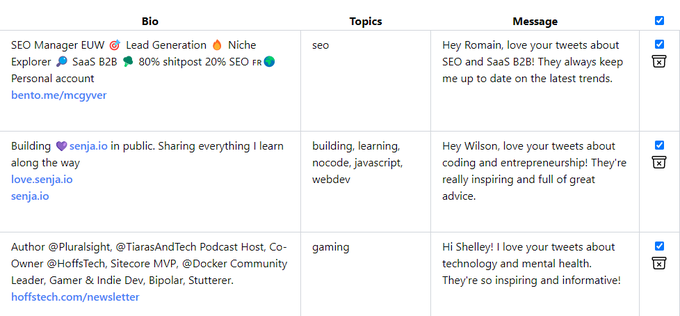 Bio Topics Message
SEO Manager EUW 🎯 Lead Generation 🔥 Niche
Explorer 🔎 SaaS B2B 🌳 80% shitpost 20% SEO FR🌍
Personal account
bento.me/mcgyver
seo
Hey Romain, love your tweets about
SEO and SaaS B2B! They always keep
me up to date on the latest trends.
Building 💜 senja.io in public. Sharing everything I learn
along the way
love.senja.io
senja.io
building, learning,
nocode, javascript,
webdev
Hey Wilson, love your tweets about
coding and entrepreneurship! They're
really inspiring and full of great
advice.
Author @Pluralsight, @TiarasAndTech Podcast Host, Co-
Owner @HoffsTech, Sitecore MVP, @Docker Community
Leader, Gamer & Indie Dev, Bipolar, Stutterer.
hoffstech.com/newsletter
gaming
Hi Shelley! I love your tweets about
technology and mental health.
They're so inspiring and informative!